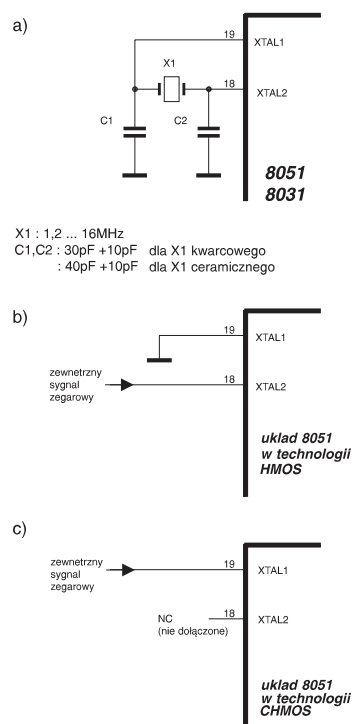 a)
19
XTAL1
X1
18
XTAL2
C1
C2
8051
8031
X1 : 1,2 ... 16MHz
C1,C2 : 30pF +10pF dla X1 kwarcowego
: 40pF +10pF dla X1 ceramicznego
b)
19
XTAL1
zewnetrzny
sygnal
zegarowy
18
XTAL2
uklad 8051
w technologii
HMOS
c)
zewnetrzny
sygnal
zegarowy
19
XTAL1
NC
(nie dołączone)
18
XTAL2
uklad 8051
w technologii
CHMOS